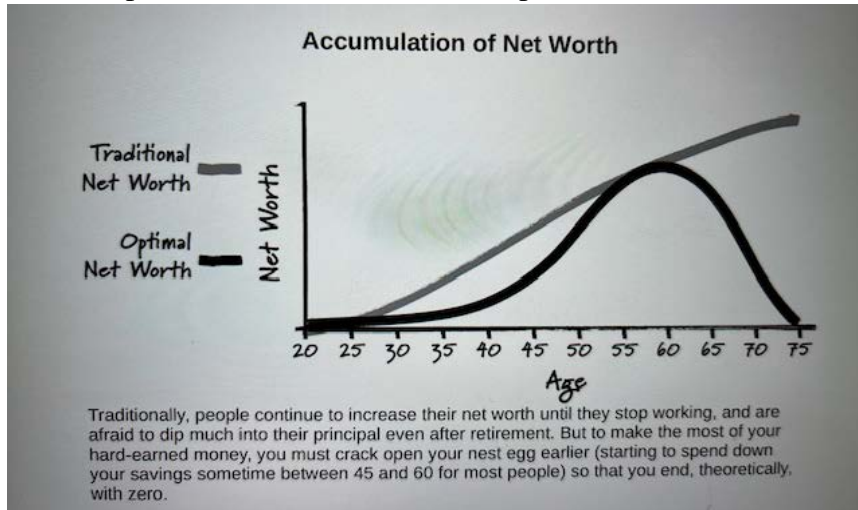 Accumulation of Net Worth
Traditional
Net Worth
Optimal
Net Worth
Net Worth
20 25 30 35 40 45 50 55 60 65 70 75
Age
Traditionally, people continue to increase their net worth until they stop working, and are
afraid to dip much into their principal even after retirement. But to make the most of your
hard-earned money, you must crack open your nest egg earlier (starting to spend down
your savings sometime between 45 and 60 for most people) so that you end, theoretically,
with zero.